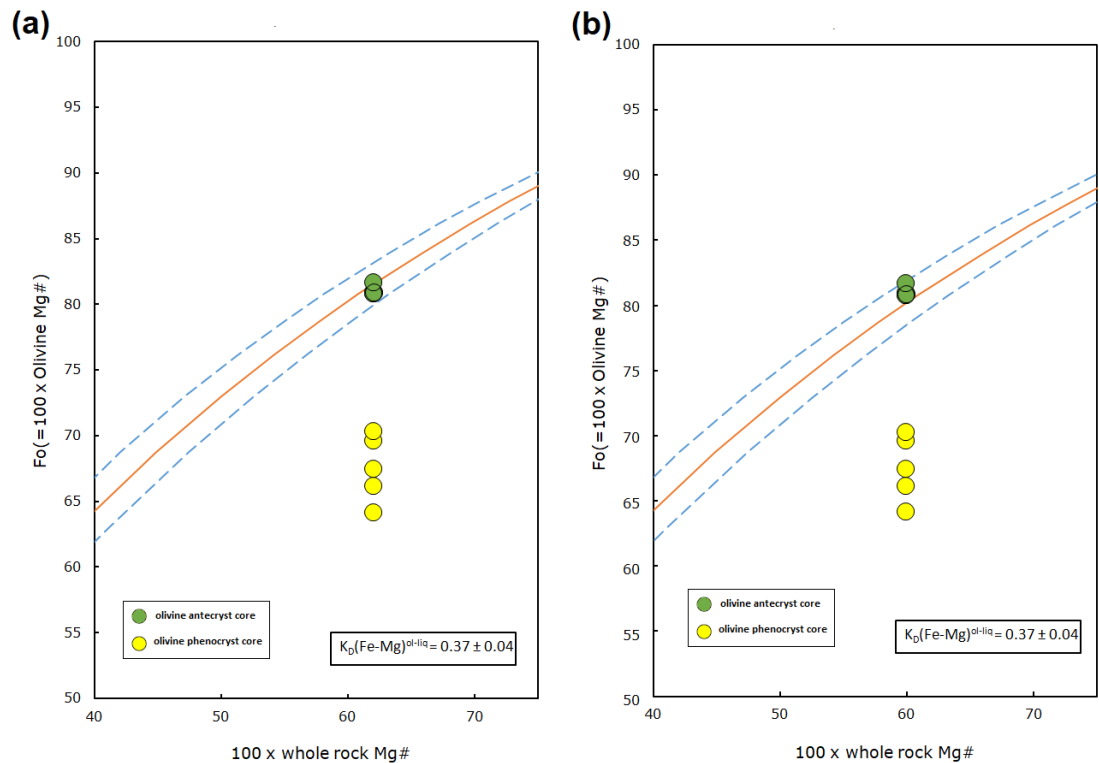 (a)
100
95
90
85
80
75
70
65
60
55
50
40
50
60
70
Fo(=100 x Olivine Mg#)
100 x whole rock Mg#
olivine antecryst core
olivine phenocryst core
K_D(Fe-Mg)^ol-liq = 0.37 ± 0.04
(b)
100
95
90
85
80
75
70
65
60
55
50
40
50
60
70
Fo(=100 x Olivine Mg#)
100 x whole rock Mg#
olivine antecryst core
olivine phenocryst core
K_D(Fe-Mg)^ol-liq = 0.37 ± 0.04